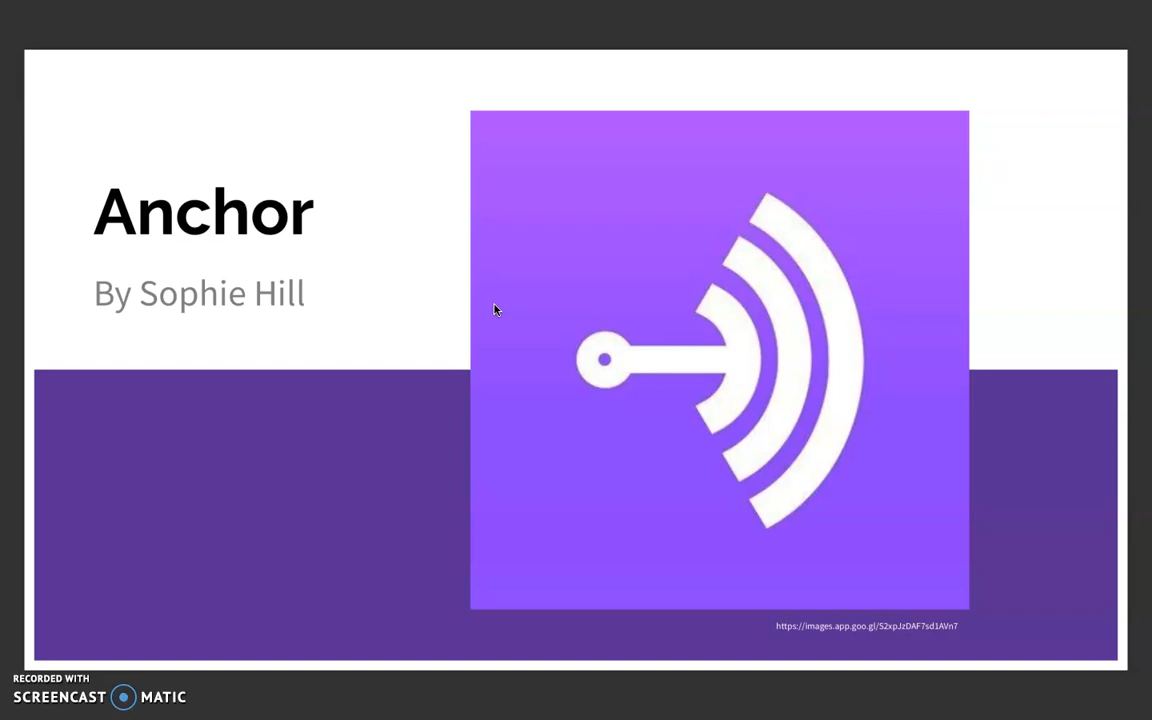 Anchor
By Sophie Hill
https://images.app.goo.gl/S2xpJzDAF7sd1AVn7
RECORDED WITH
SCREENCAST MATIC